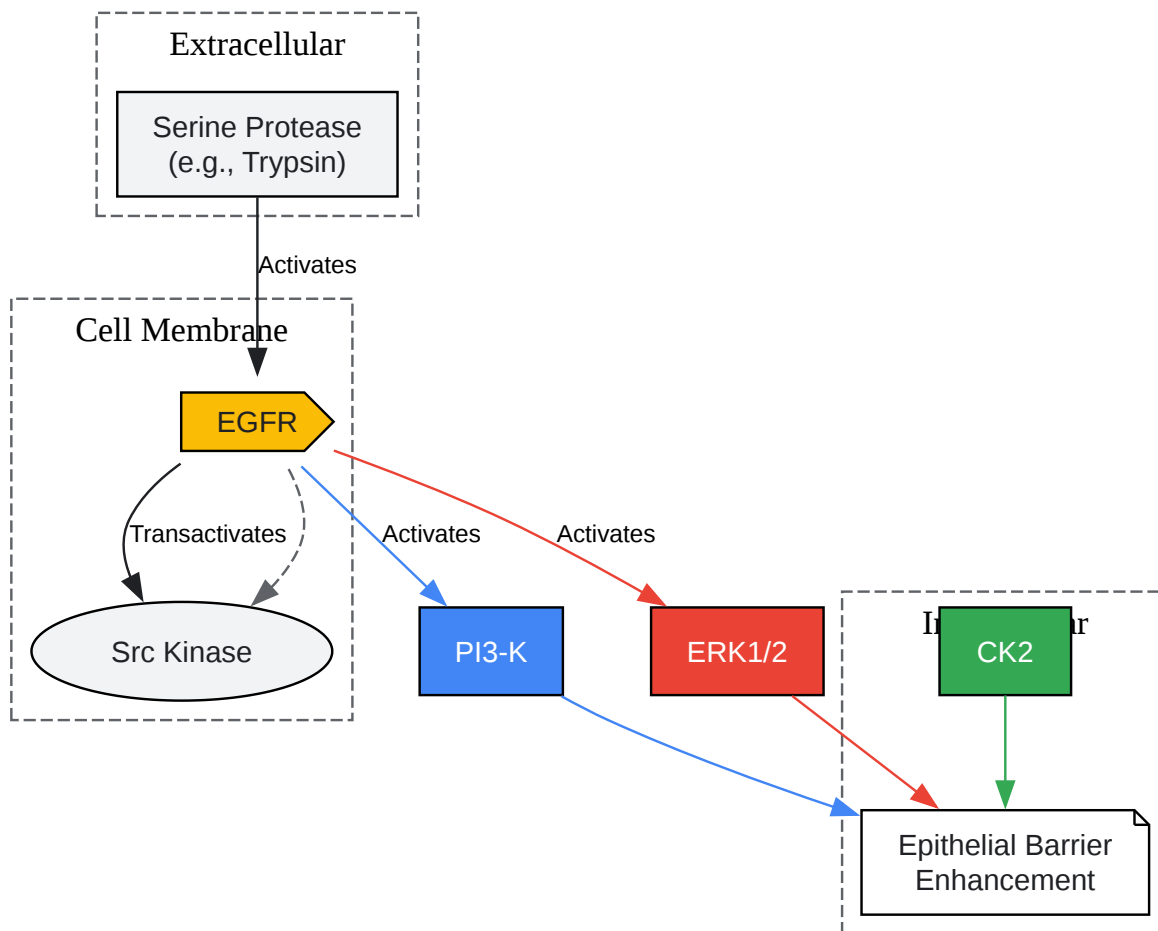 Extracellular
Serine Protease
(e.g., Trypsin)
Activates
Cell Membrane
EGFR
Transactivates
Activates
Activates
Src Kinase
PI3-K
ERK1/2
CK2
Epithelial Barrier
Enhancement